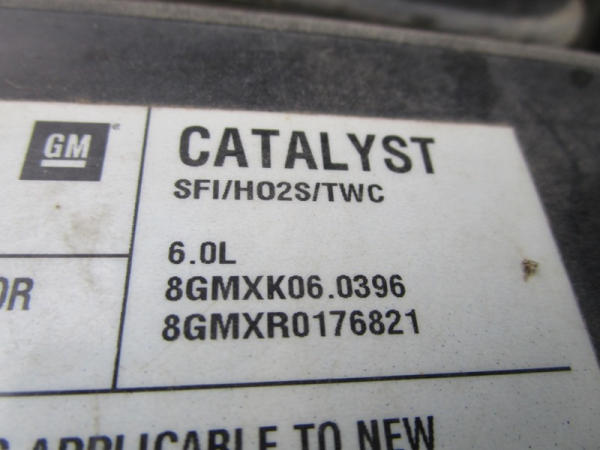 GM
CATALYST
SFI/HO2S/TWC
6.0L
8GMXK06.0396
8GMXR0176821
OR
APPLICABLE TO NEW